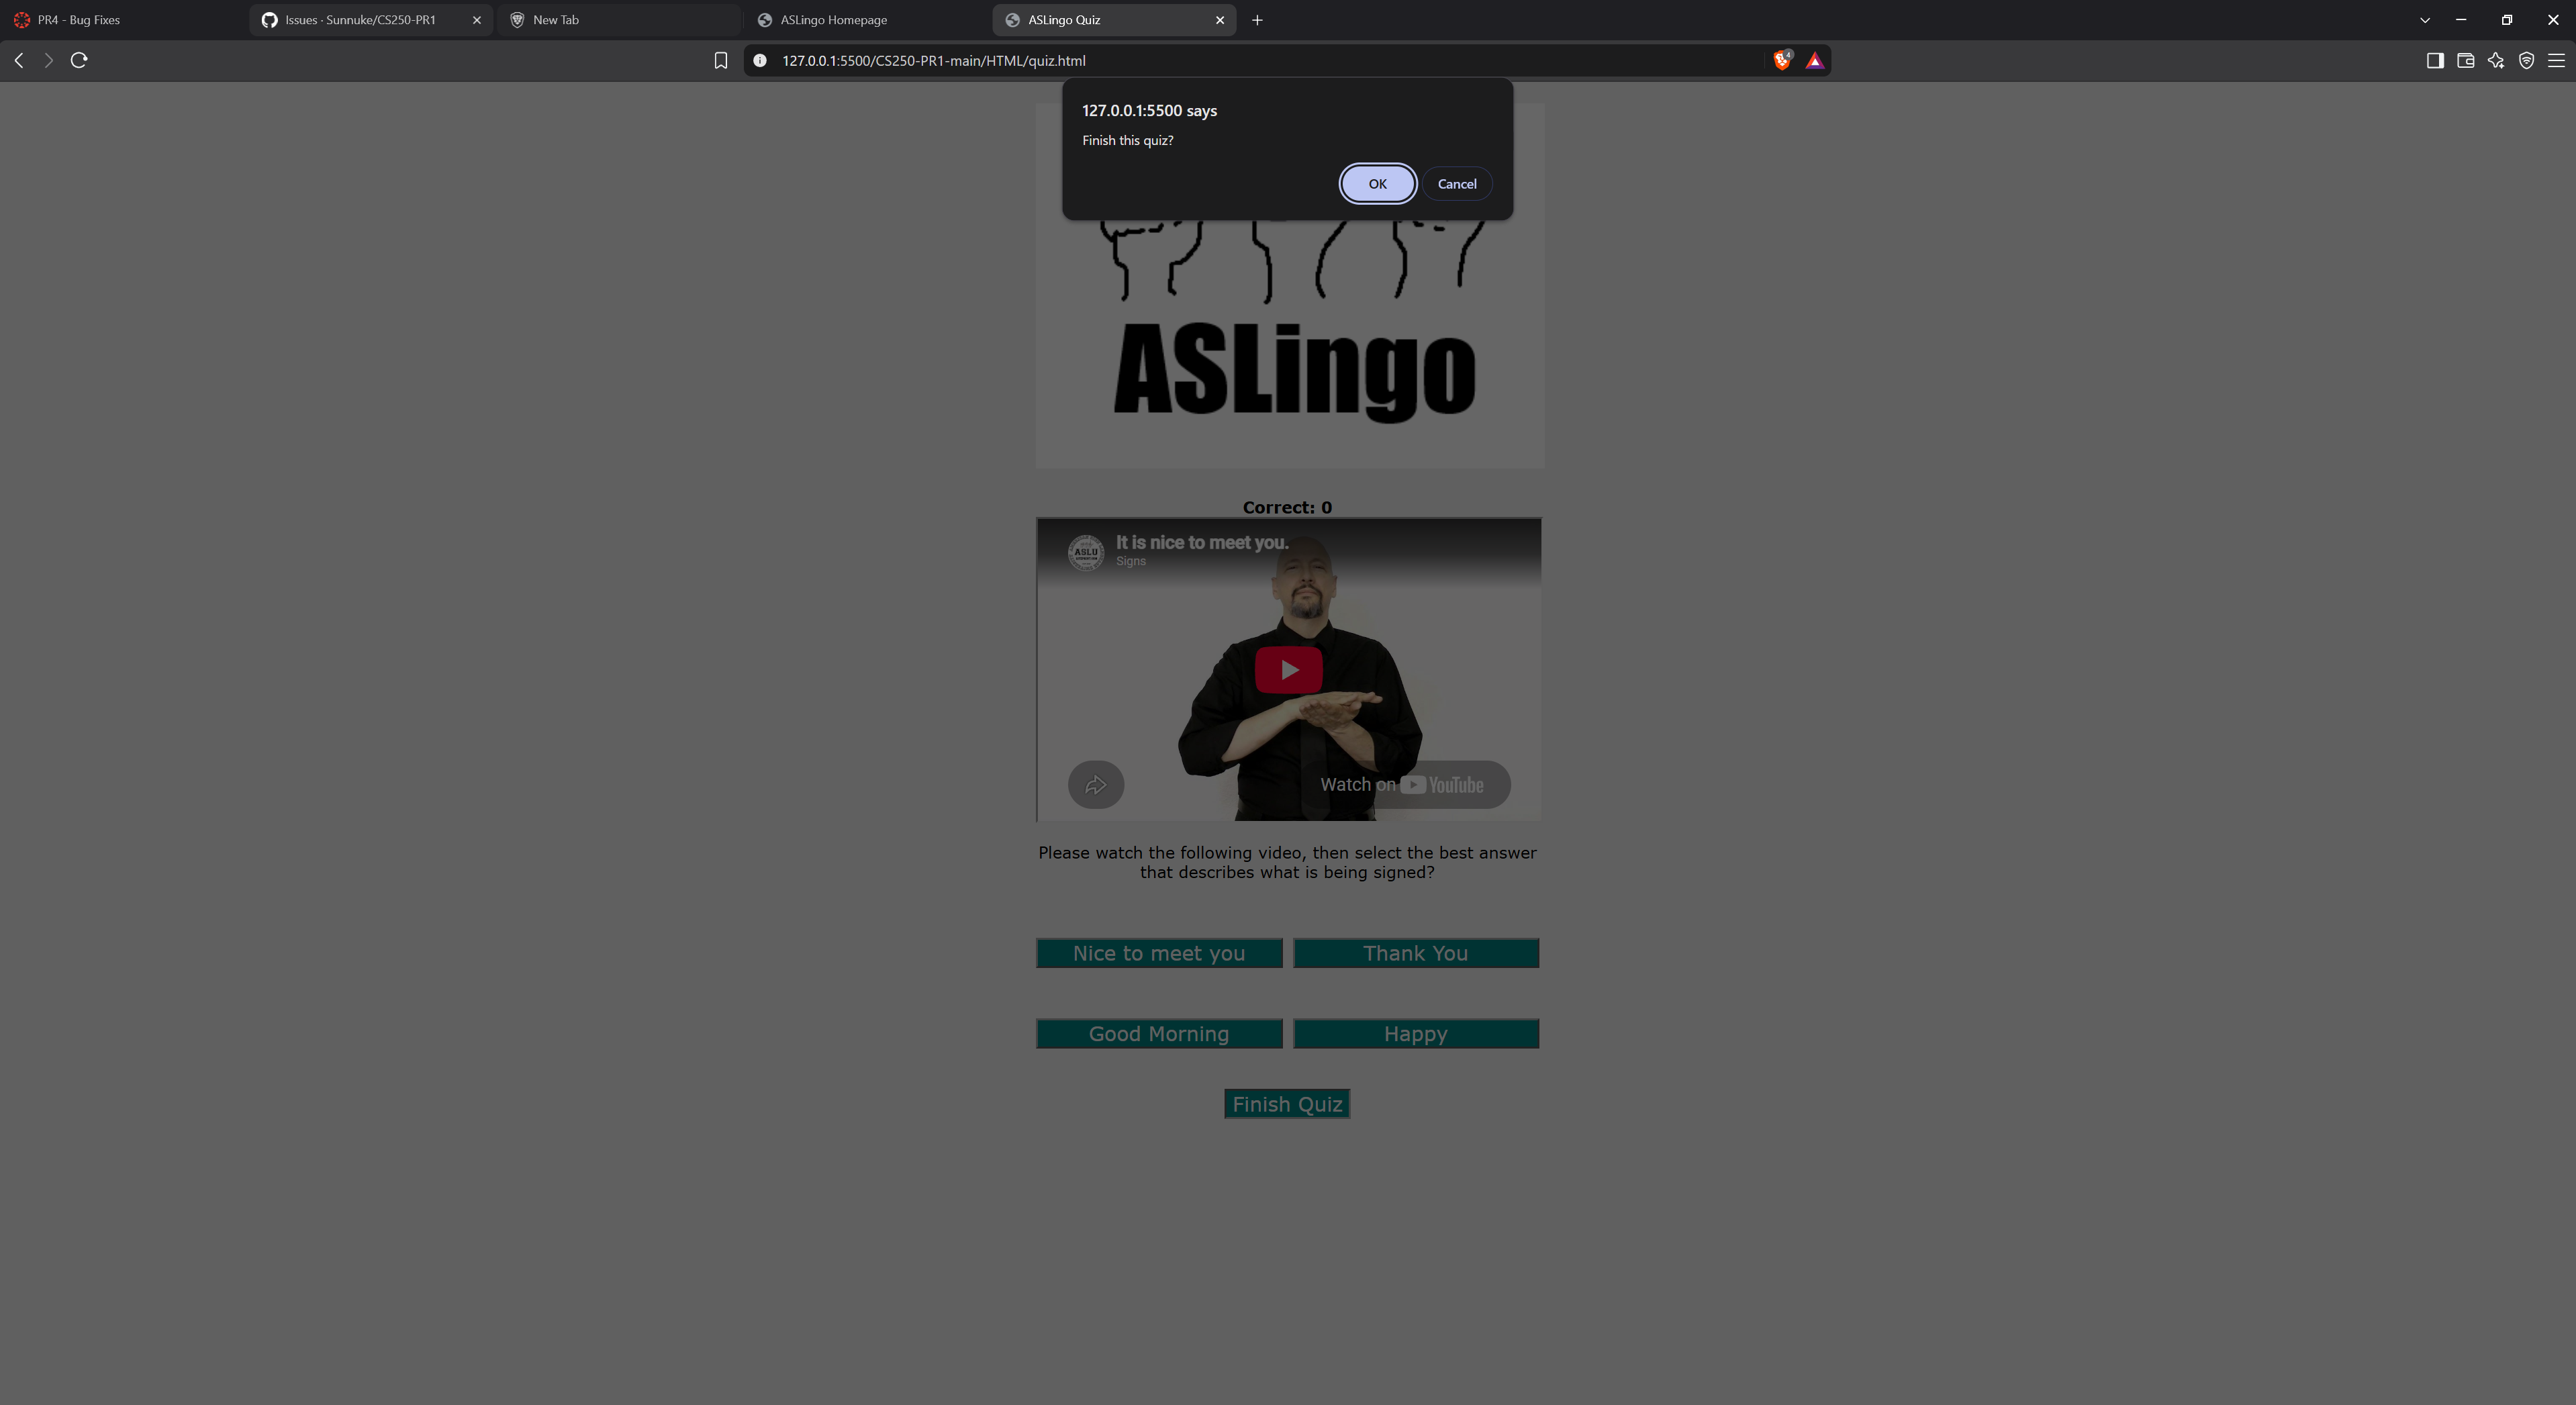 PR4 - Bug Fixes
Issues · Sunnuke/CS250-PR1
New Tab
ASLingo Homepage
ASLingo Quiz
127.0.0.1:5500/CS250-PR1-main/HTML/quiz.html
4
127.0.0.1:5500 says
Finish this quiz?
OK
Cancel
ASLingo
Correct: 0
ASLU
It is nice to meet you.
Signs
Watch on YouTube
Please watch the following video, then select the best answer
that describes what is being signed?
Nice to meet you
Thank You
Good Morning
Happy
Finish Quiz